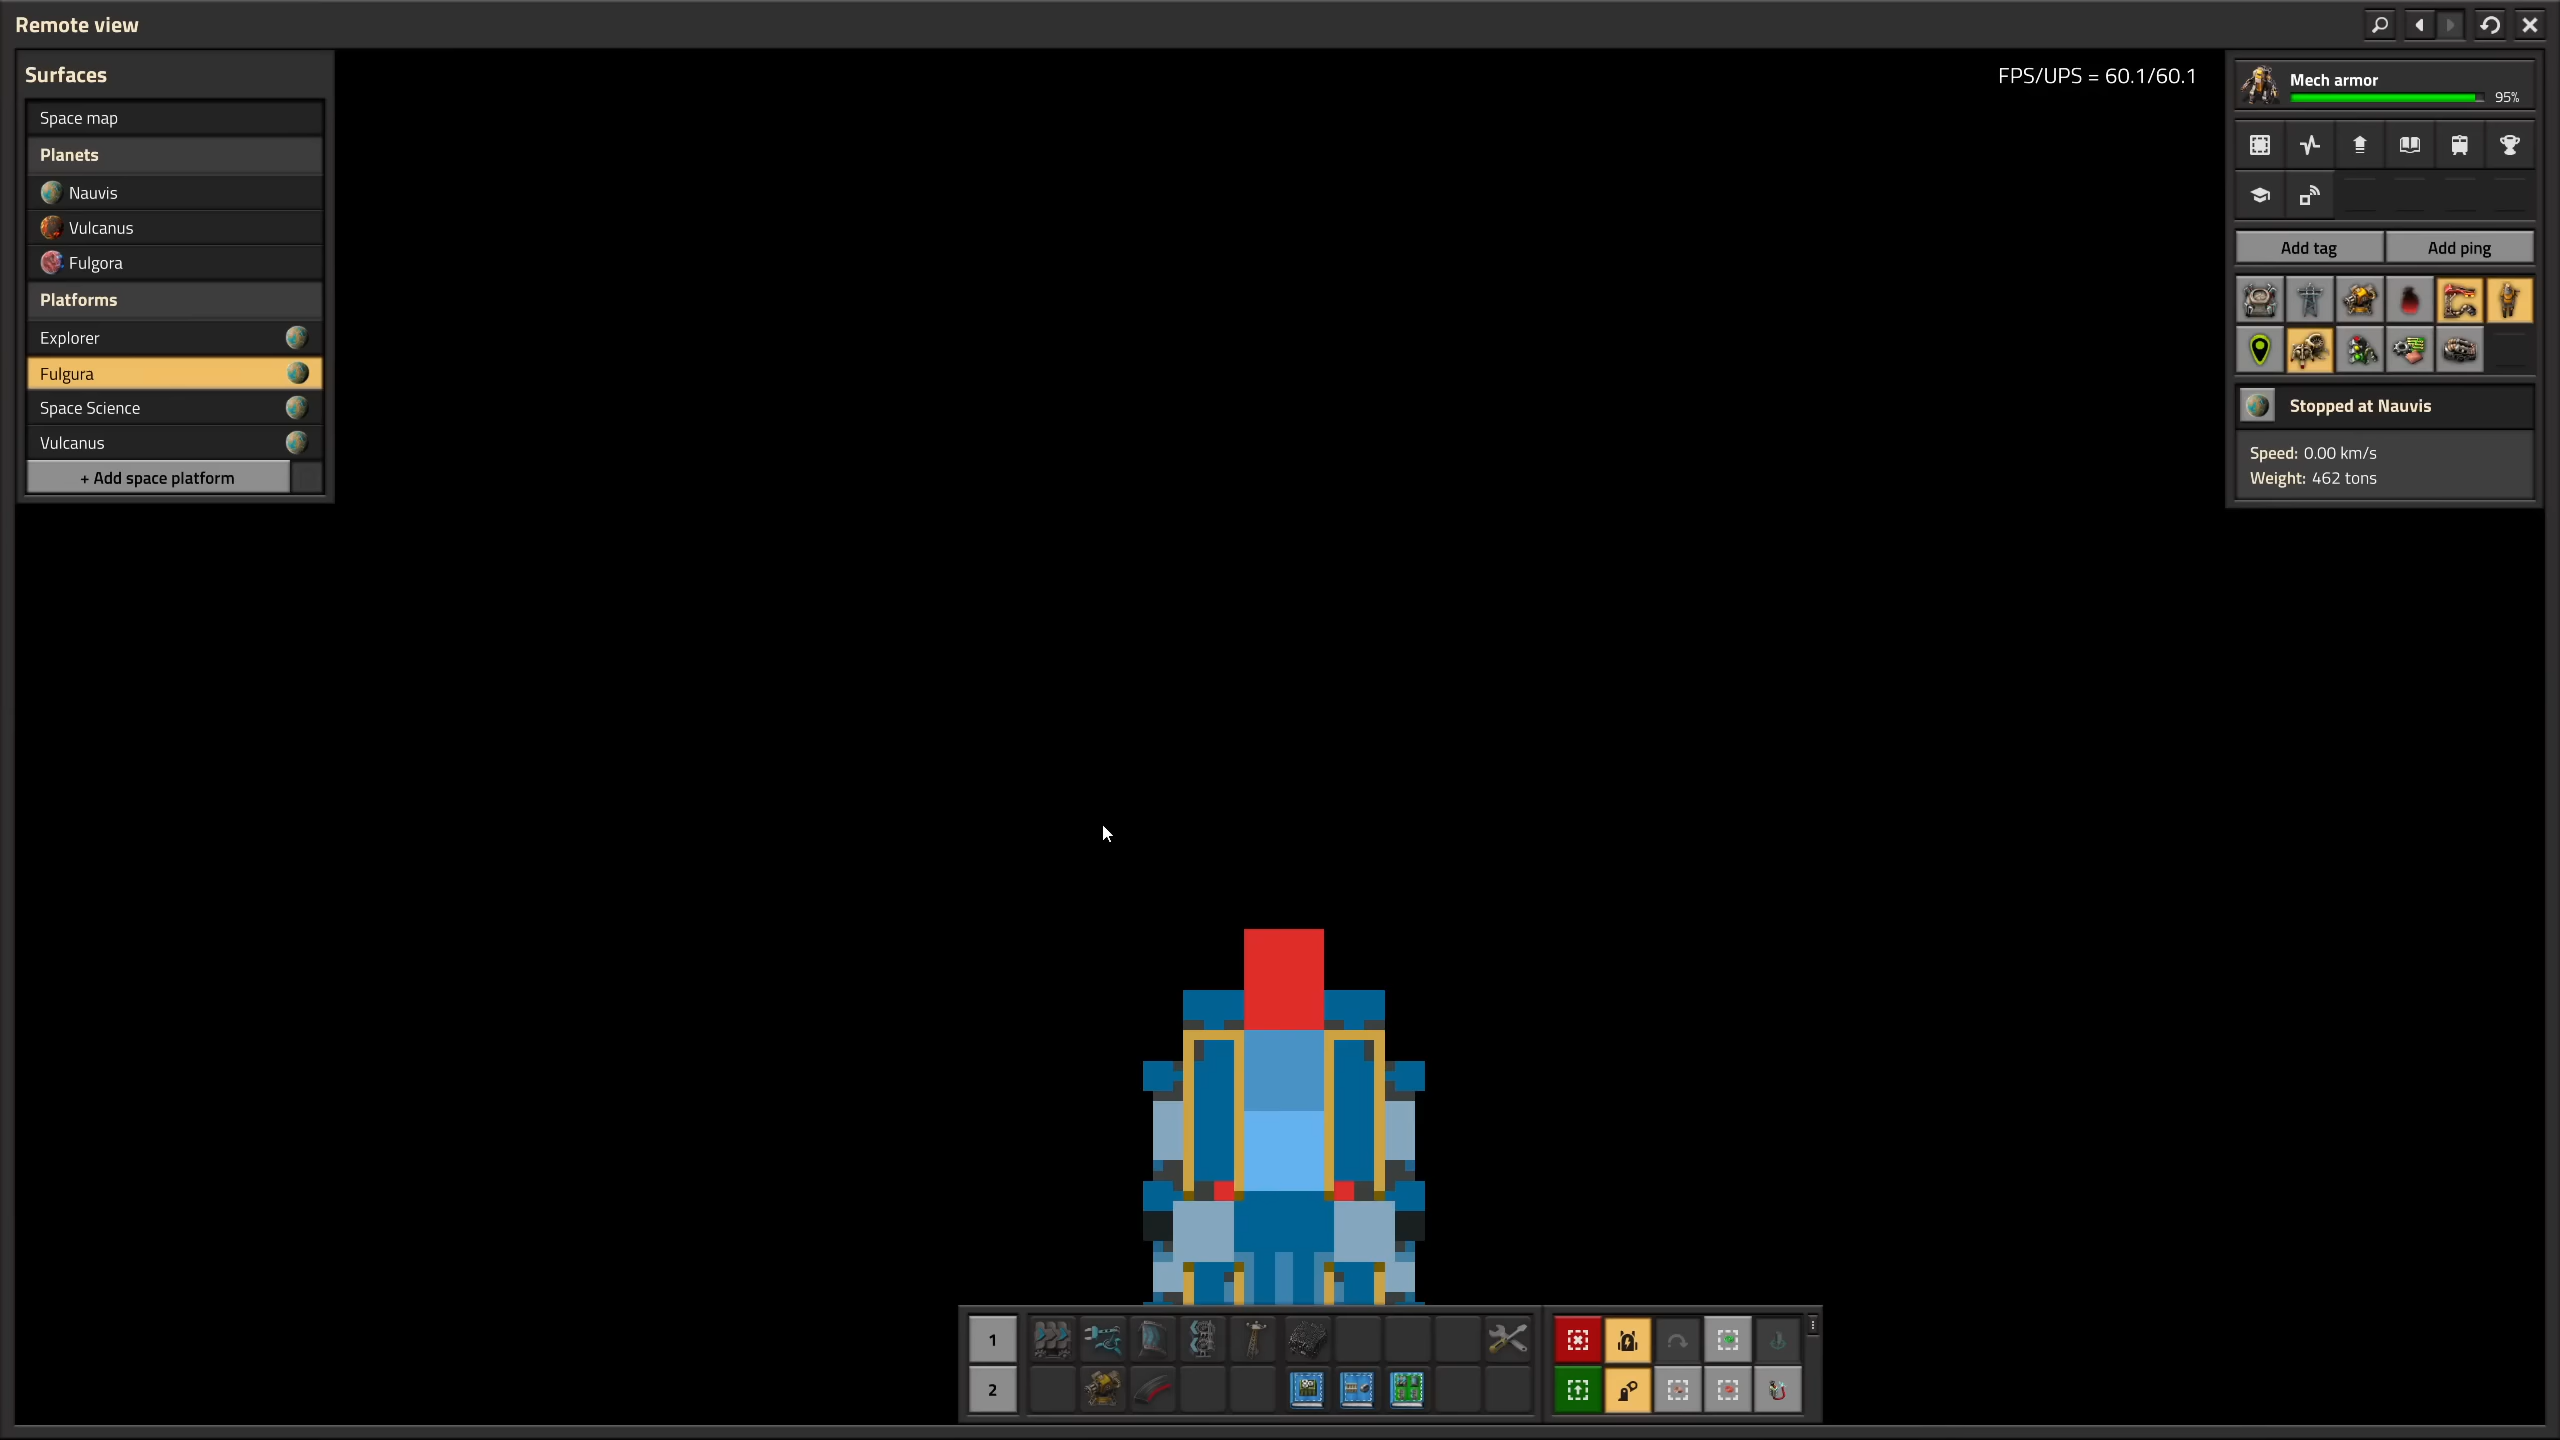 Remote view
Surfaces
Space map
Planets
Nauvis
Vulcanus
Fulgora
Platforms
Explorer
Fulgura
Space Science
Vulcanus
+ Add space platform
FPS/UPS = 60.1/60.1
Mech armor
95%
Add tag
Add ping
Stopped at Nauvis
Speed: 0.00 km/s
Weight: 462 tons
1
2